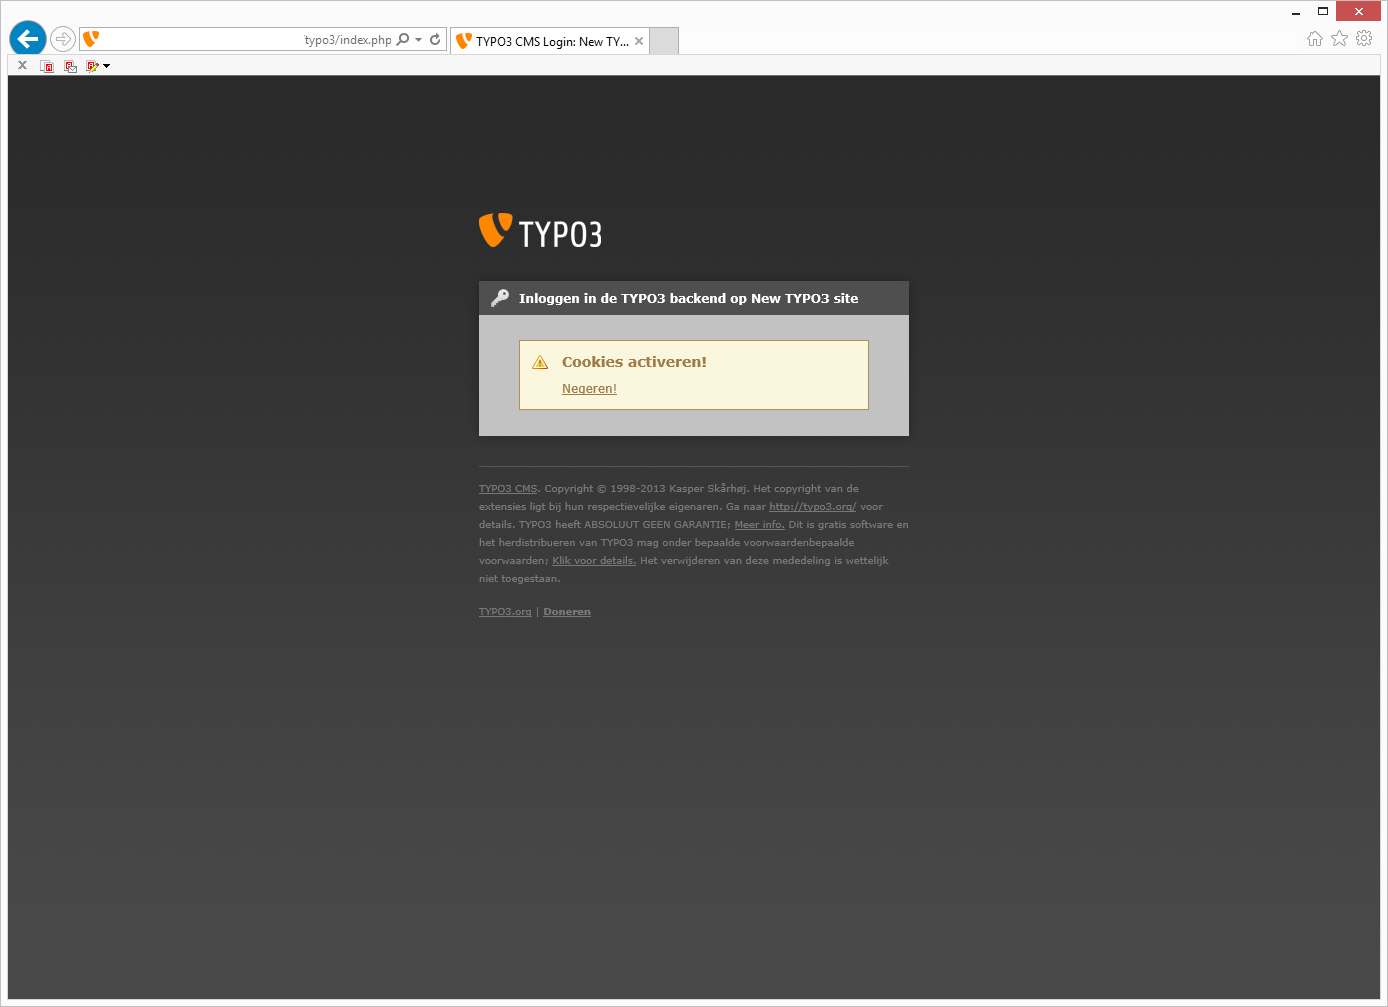 typo3/index.php
TYPO3 CMS Login: New TY...
TYPO3
Inloggen in de TYPO3 backend op New TYPO3 site
Cookies activeren!
Negeren!
TYPO3 CMS. Copyright © 1998-2013 Kasper Skårhøj. Het copyright van de
extensies ligt bij hun respectievelijke eigenaren. Ga naar http://typo3.org/ voor
details. TYPO3 heeft ABSOLUUT GEEN GARANTIE; Meer info. Dit is gratis software en
het herdistribueren van TYPO3 mag onder bepaalde voorwaardenbepaalde
voorwaarden; Klik voor details. Het verwijderen van deze mededeling is wettelijk
niet toegestaan.
TYPO3.org | Doneren